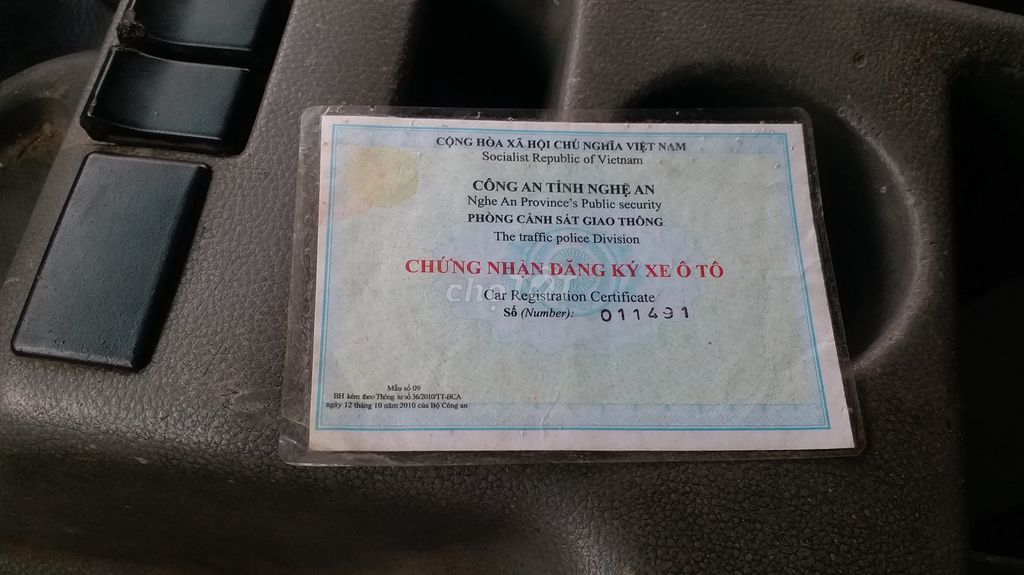 CỘNG HÒA XÃ HỘI CHỦ NGHĨA VIỆT NAM
Socialist Republic of Vietnam
CÔNG AN TỈNH NGHỆ AN
Nghe An Province's Public security
PHÒNG CẢNH SÁT GIAO THÔNG
The traffic police Division
CHỨNG NHẬN ĐĂNG KÝ XE Ô TÔ
chợTỐT
Car Registration Certificate
Số (Number): 011491
Mẫu số 09
BH kèm theo Thông tư số 36/2010/TT-BCA
ngày 12 tháng 10 năm 2010 của Bộ Công an